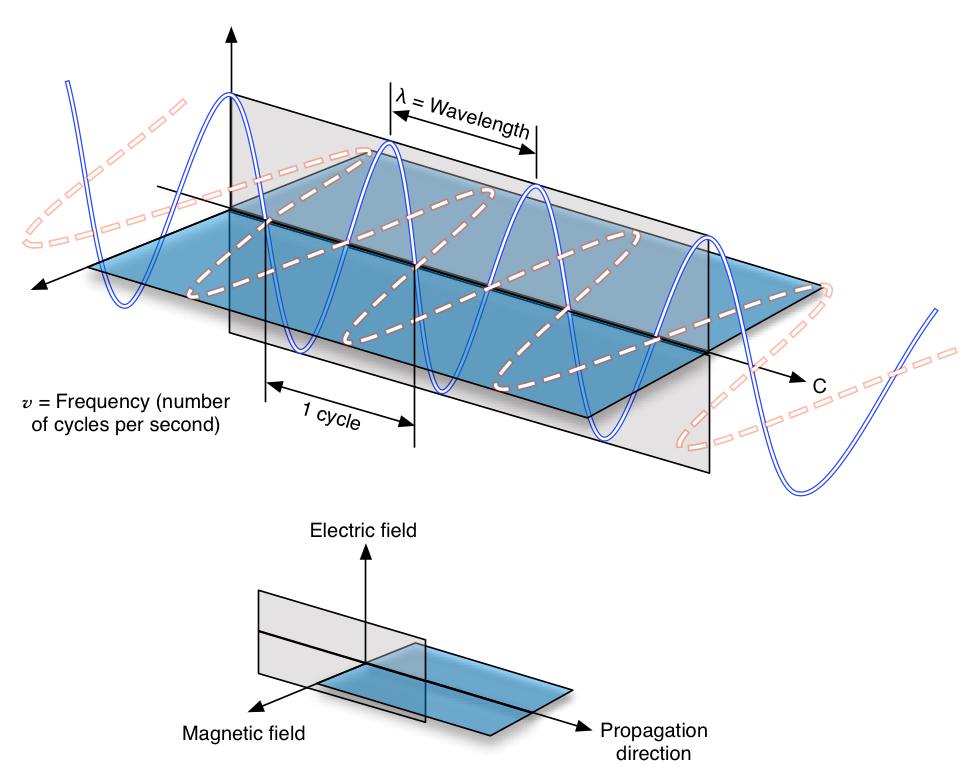 λ = Wavelength
C
1 cycle
v = Frequency (number
of cycles per second)
Electric field
Magnetic field
Propagation
direction